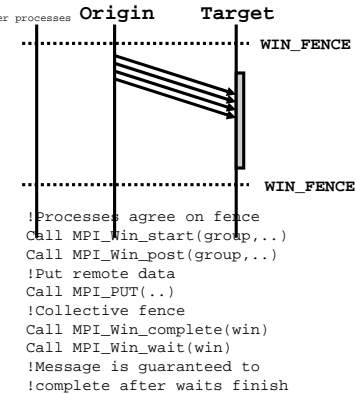 er processes Origin Target
WIN_FENCE
WIN_FENCE
!Processes agree on fence
Call MPI_Win_start(group,..)
Call MPI_Win_post(group,..)
!Put remote data
Call MPI_PUT(..)
!Collective fence
Call MPI_Win_complete(win)
Call MPI_Win_wait(win)
!Message is guaranteed to
!complete after waits finish